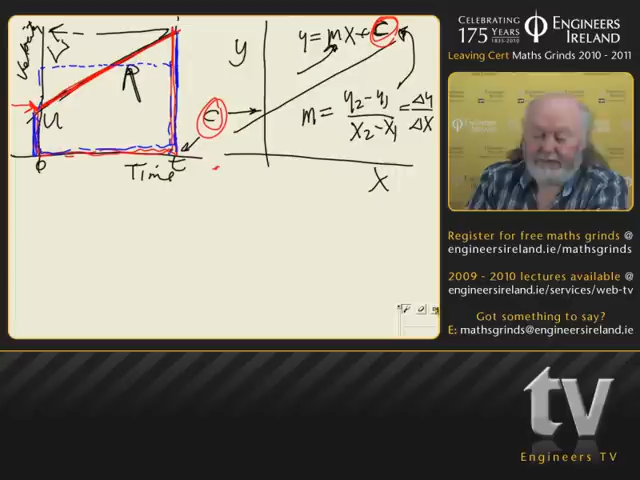 Velocity
V
U
0
Time
t
y
y = mx + c
m = y2 - y1 / x2 - x1 = Δy / Δx
C
X
CELEBRATING
175 YEARS
1835-2010
ENGINEERS
IRELAND
Leaving Cert Maths Grinds 2010 - 2011
Register for free maths grinds @
engineersireland.ie/mathsgrinds
2009 - 2010 lectures available @
engineersireland.ie/services/web-tv
Got something to say?
E: mathsgrinds@engineersireland.ie
tv
Engineers TV